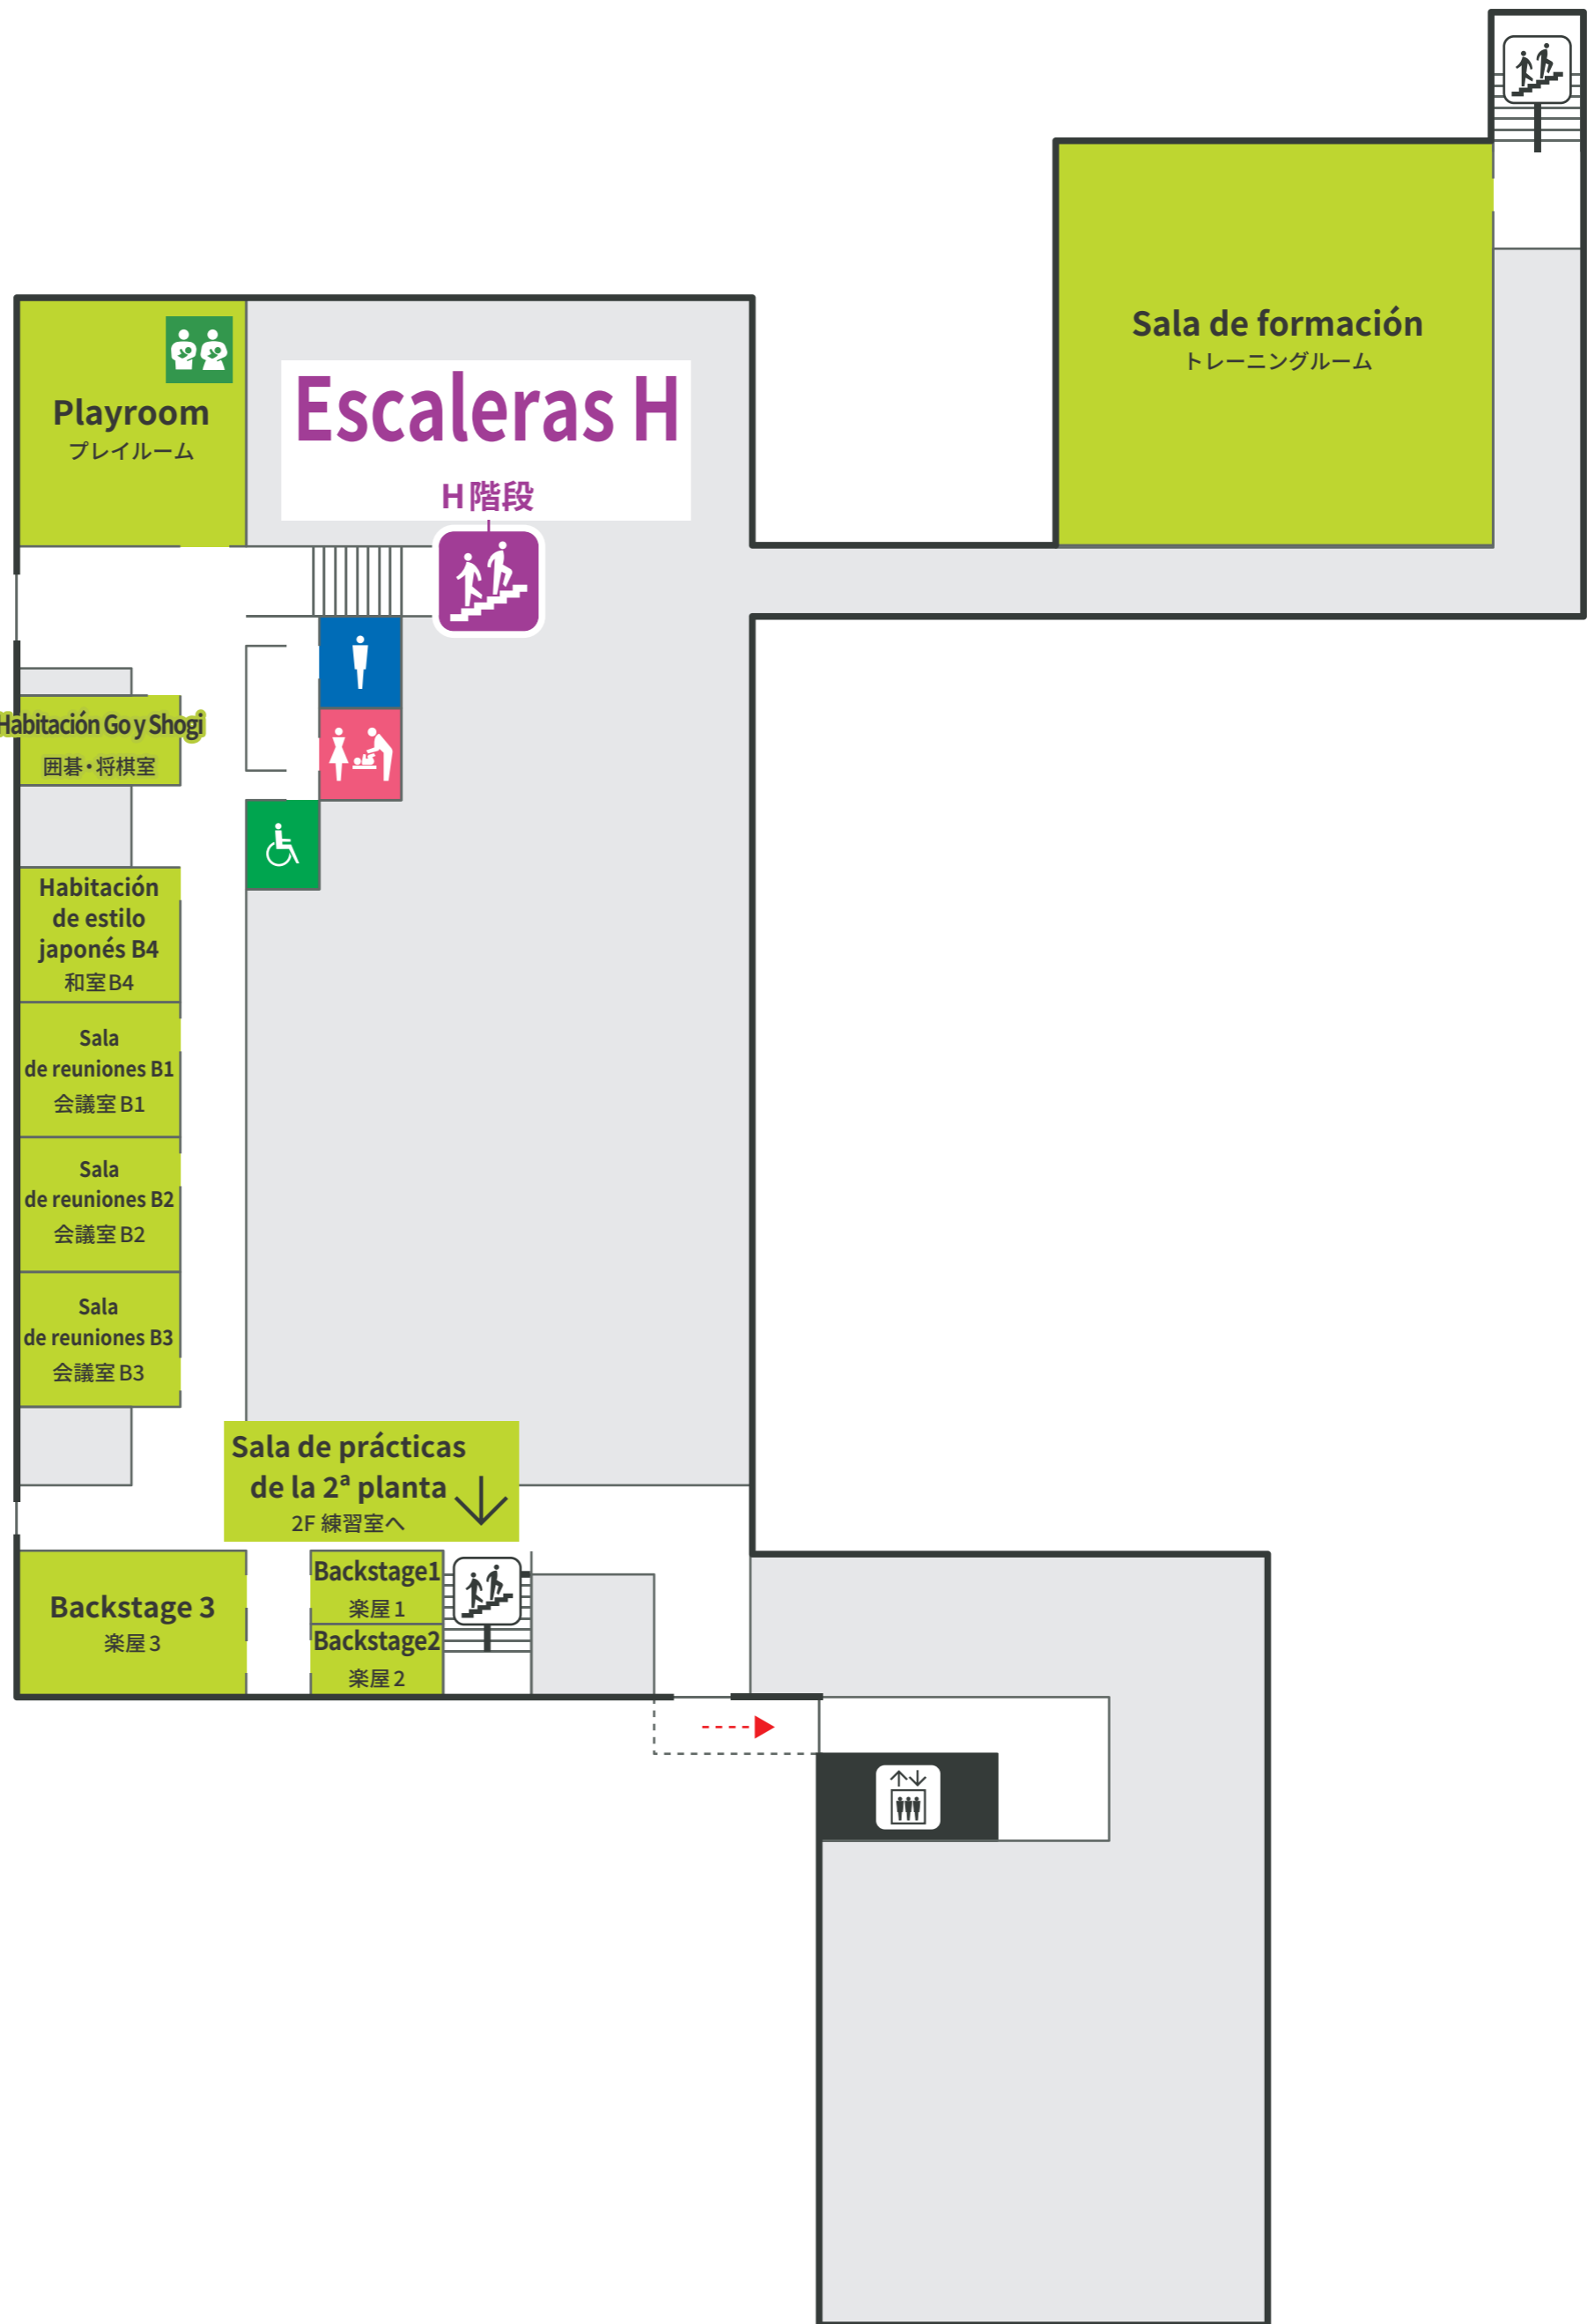 Sala de formación
トレーニングルーム
Playroom
プレイルーム
Escaleras H
H階段
Habitación Go y Shogi
囲碁・将棋室
Habitación
de estilo
japonés B4
和室B4
Sala
de reuniones B1
会議室B1
Sala
de reuniones B2
会議室B2
Sala
de reuniones B3
会議室B3
Sala de prácticas
de la 2ª planta
2F 練習室へ
Backstage 3
楽屋3
Backstage1
楽屋1
Backstage2
楽屋2